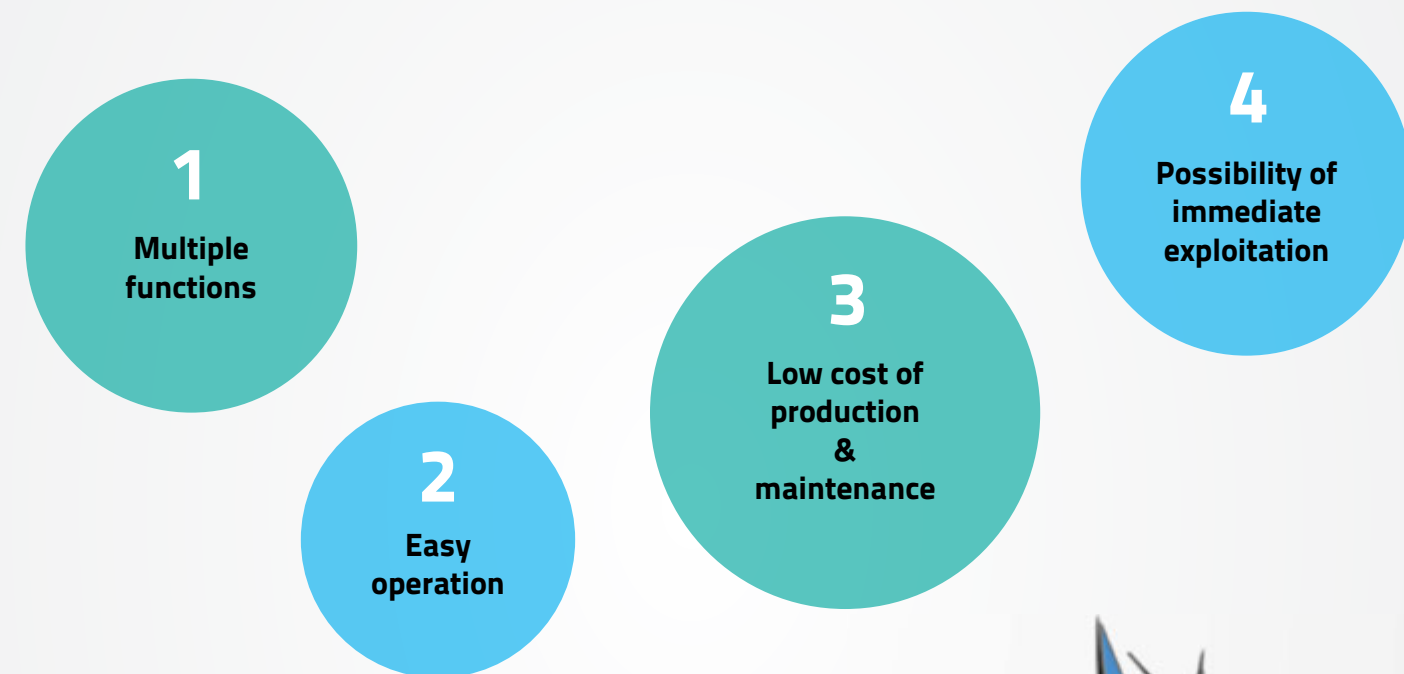 1
Multiple
functions
2
Easy
operation
3
Low cost of
production
&
maintenance
4
Possibility of
immediate
exploitation